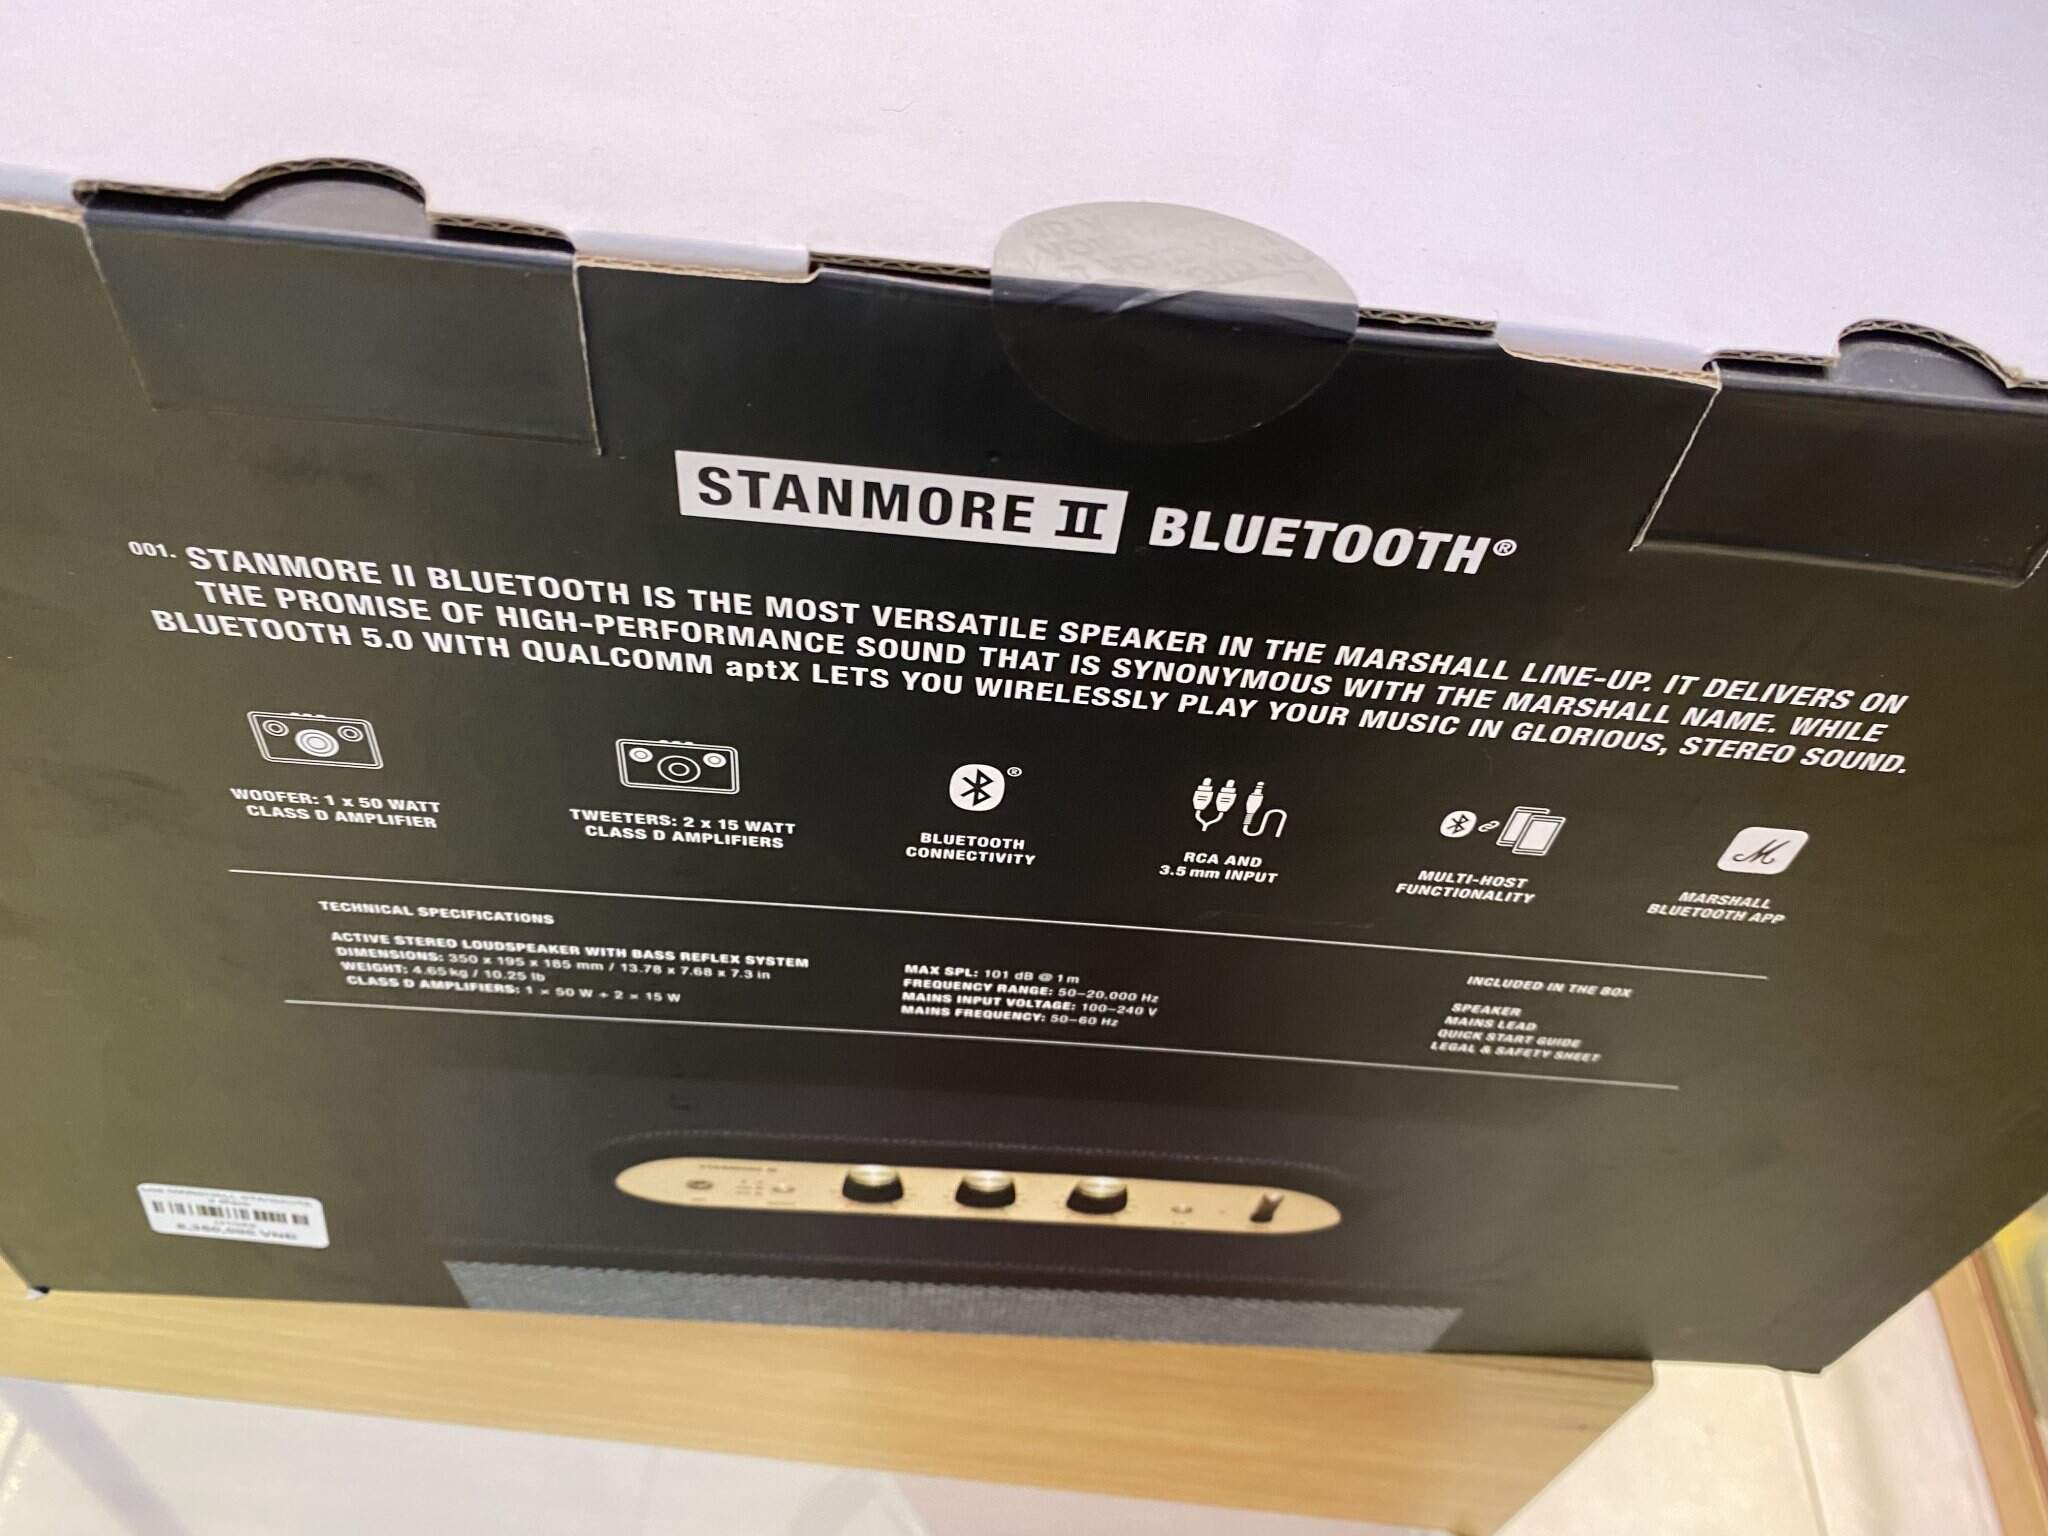 STANMORE II BLUETOOTH®
001. STANMORE II BLUETOOTH IS THE MOST VERSATILE SPEAKER IN THE MARSHALL LINE-UP. IT DELIVERS ON
THE PROMISE OF HIGH-PERFORMANCE SOUND THAT IS SYNONYMOUS WITH THE MARSHALL NAME. WHILE
BLUETOOTH 5.0 WITH QUALCOMM aptX LETS YOU WIRELESSLY PLAY YOUR MUSIC IN GLORIOUS, STEREO SOUND.
WOOFER: 1 x 50 WATT
CLASS D AMPLIFIER
TWEETERS: 2 x 15 WATT
CLASS D AMPLIFIERS
®
BLUETOOTH
CONNECTIVITY
RCA AND
3.5 mm INPUT
MULTI-HOST
FUNCTIONALITY
M
MARSHALL
BLUETOOTH APP
TECHNICAL SPECIFICATIONS
ACTIVE STEREO LOUDSPEAKER WITH BASS REFLEX SYSTEM
DIMENSIONS: 350 x 195 x 185 mm / 13.78 x 7.68 x 7.3 in
WEIGHT: 4.65 kg / 10.25 lb
CLASS D AMPLIFIERS: 1 × 50 W + 2 × 15 W
MAX SPL: 101 dB @ 1 m
FREQUENCY RANGE: 50–20.000 Hz
MAINS INPUT VOLTAGE: 100–240 V
MAINS FREQUENCY: 50–60 Hz
INCLUDED IN THE BOX
SPEAKER
MAINS LEAD
QUICK START GUIDE
LEGAL & SAFETY SHEET
STANMORE II
VND